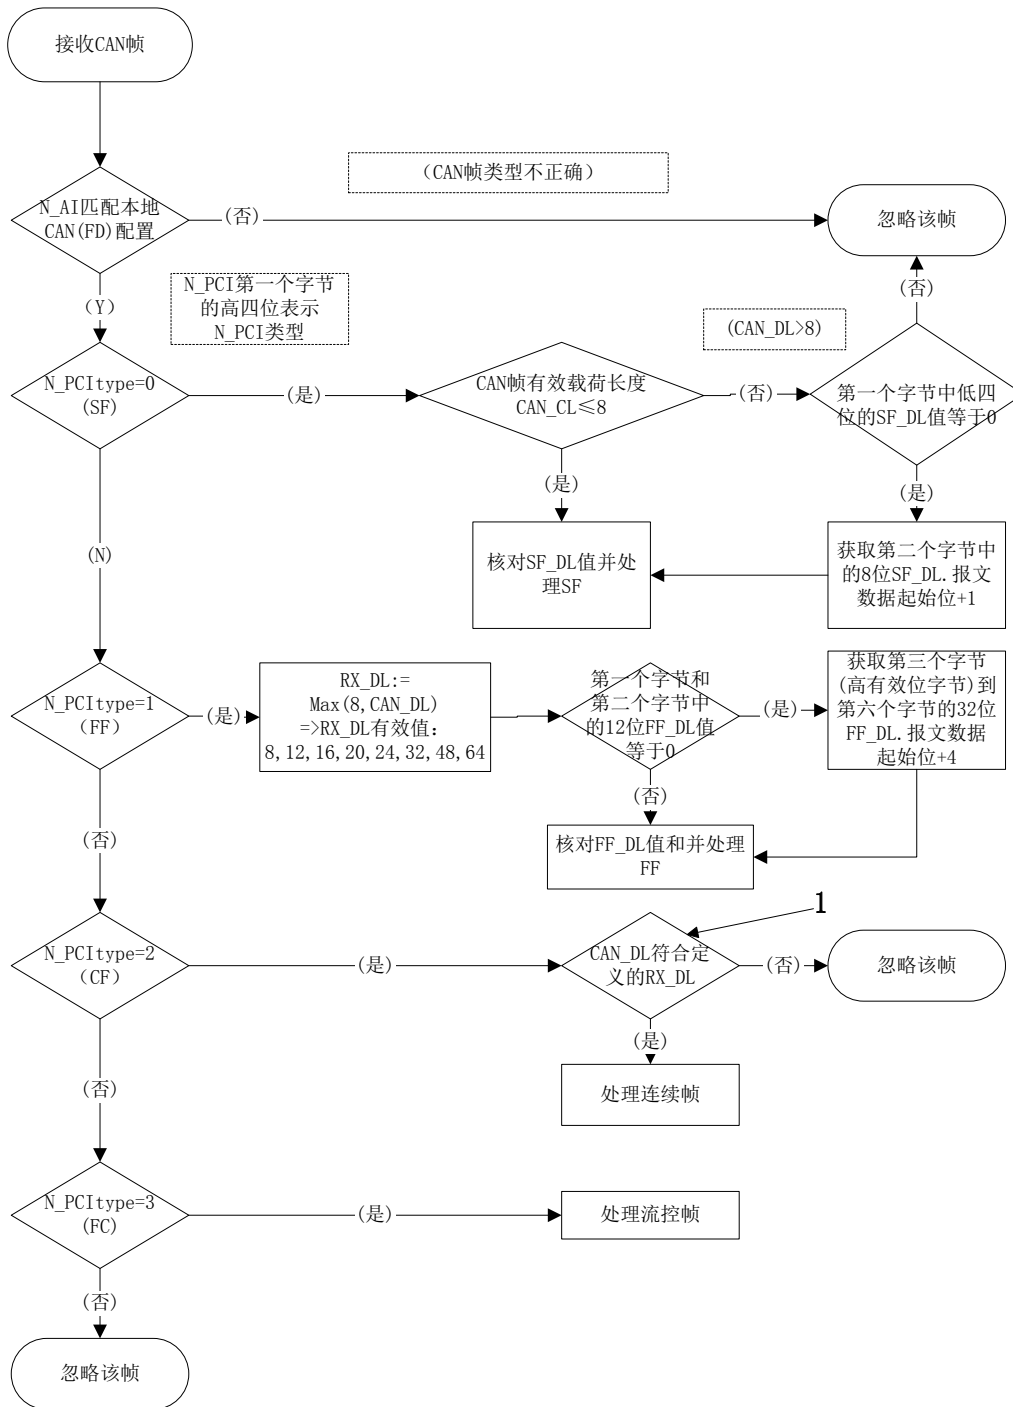 接收CAN帧
（CAN帧类型不正确）
N_AI匹配本地
CAN(FD)配置
(否)
忽略该帧
(Y)
N_PCI第一个字节
的高四位表示
N_PCI类型
(否)
(CAN_DL>8)
N_PCItype=0
(SF)
(是)
CAN帧有效载荷长度
CAN_CL≤8
(否)
第一个字节中低四
位的SF_DL值等于0
(是)
(是)
(N)
核对SF_DL值并处
理SF
获取第二个字节中
的8位SF_DL.报文
数据起始位+1
N_PCItype=1
（FF）
(是)
RX_DL:=
Max(8,CAN_DL)
=>RX_DL有效值:
8,12,16,20,24,32,48,64
第一个字节和
第二个字节中
的12位FF_DL值
等于0
(是)
获取第三个字节
(高有效位字节)到
第六个字节的32位
FF_DL.报文数据
起始位+4
(否)
(否)
核对FF_DL值和并处理
FF
1
N_PCItype=2
（CF）
(是)
CAN_DL符合定
义的RX_DL
(否)
忽略该帧
(是)
(否)
处理连续帧
N_PCItype=3
(FC)
(是)
处理流控帧
(否)
忽略该帧